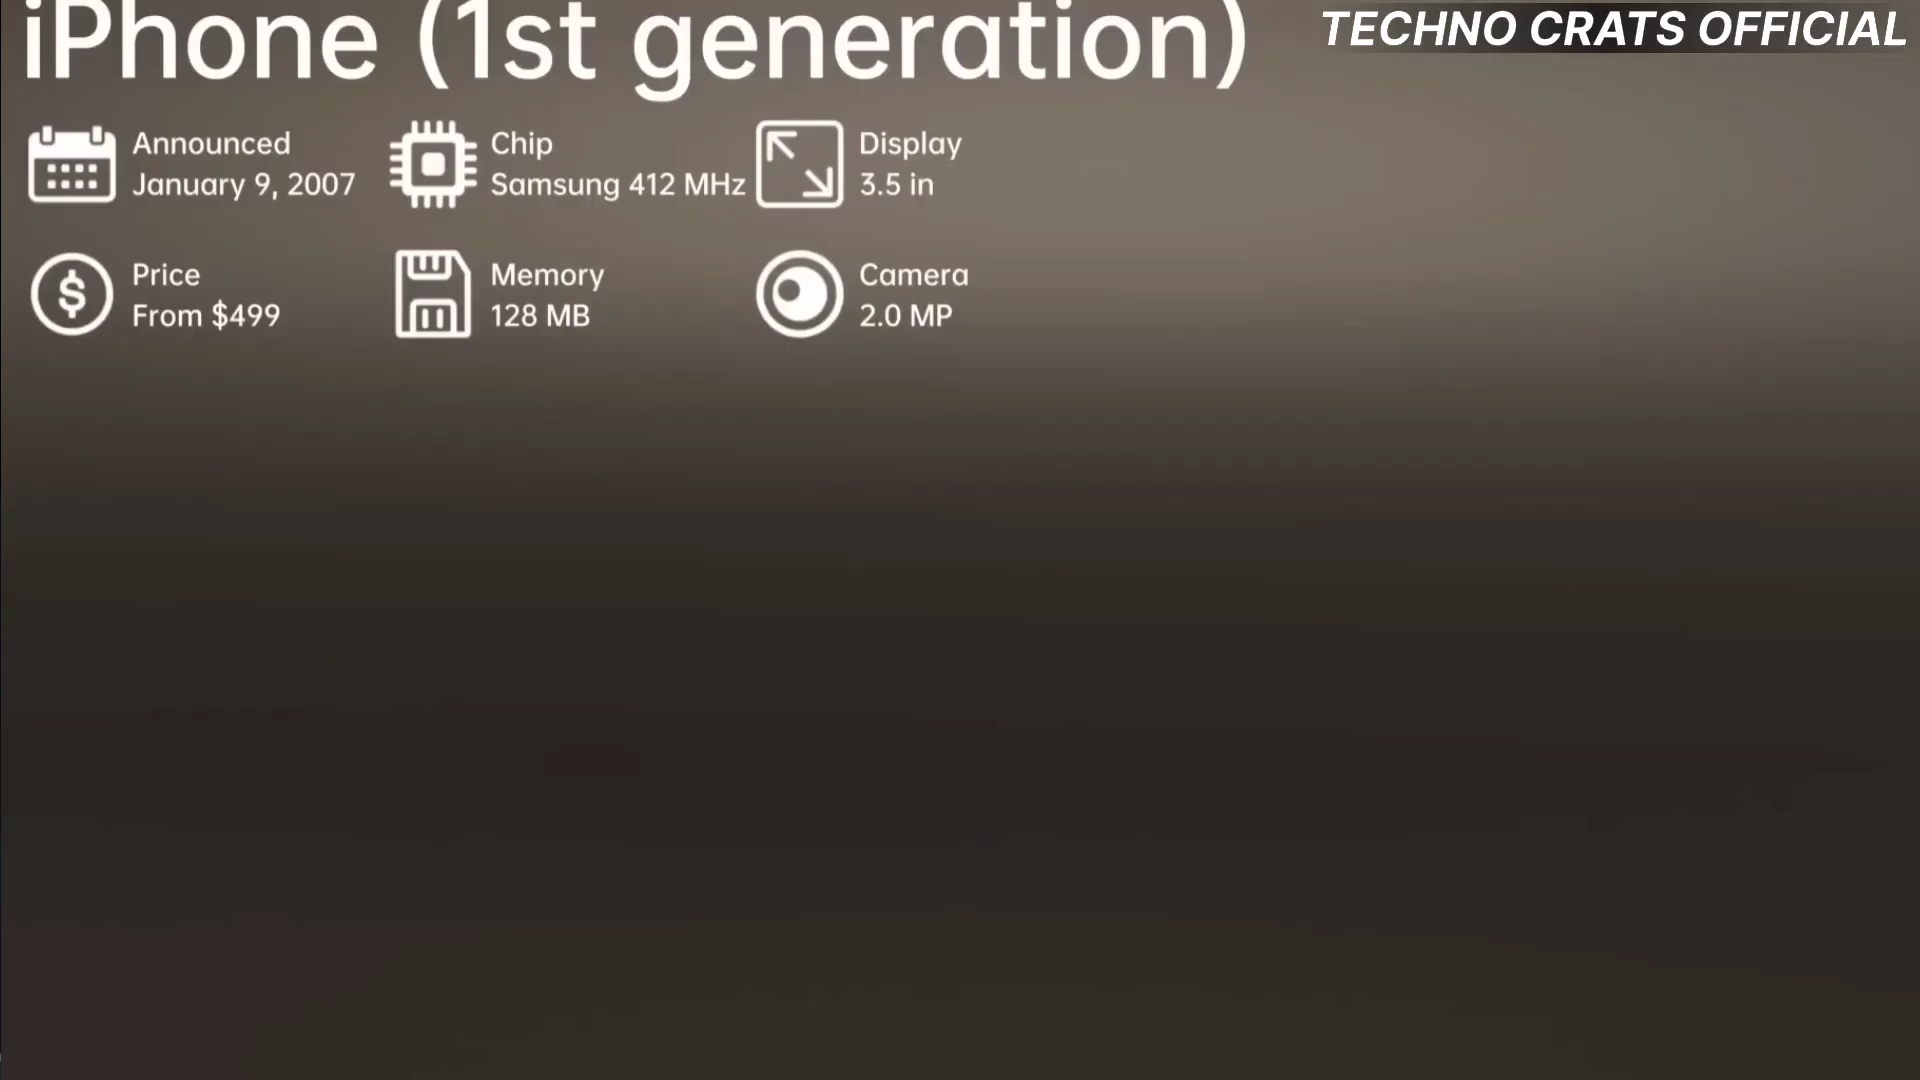 iPhone (1st generation)
TECHNO CRATS OFFICIAL
Announced
January 9, 2007
Chip
Samsung 412 MHz
Display
3.5 in
Price
From $499
Memory
128 MB
Camera
2.0 MP